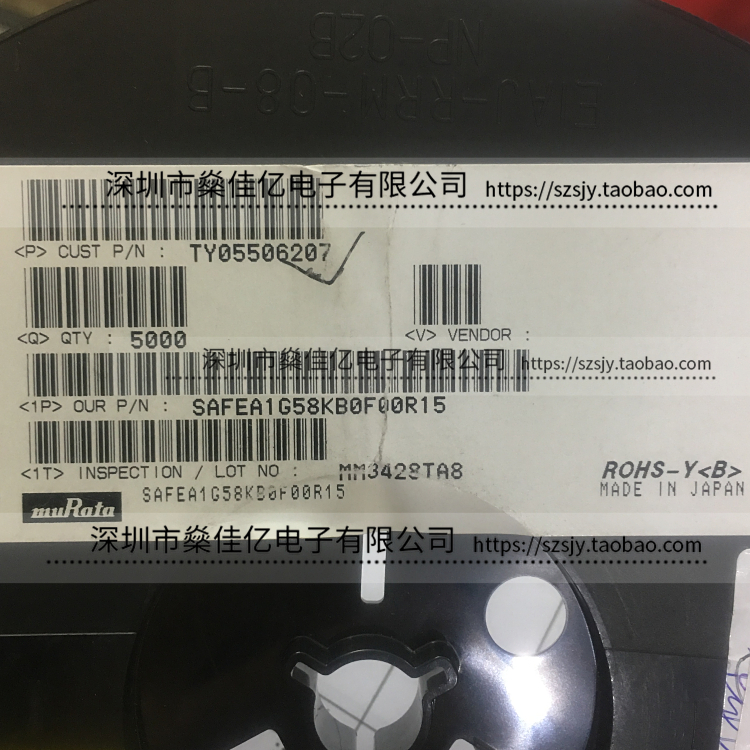 NP-02B
EIAJ-RRM-08-B
深圳市燊佳亿电子有限公司 https://szsjy.taobao.com
<P> CUST P/N : TY05506207
<Q> QTY : 5000
<V> VENDOR :
深圳市燊佳亿电子有限公司 https://szsjy.taobao.com
<1P> OUR P/N : SAFEA1G58KB0F00R15
<1T> INSPECTION / LOT NO : MM3428TA8
ROHS-Y<B>
SAFEA1G58KB0F00R15
MADE IN JAPAN
muRata
深圳市燊佳亿电子有限公司 https://szsjy.taobao.com